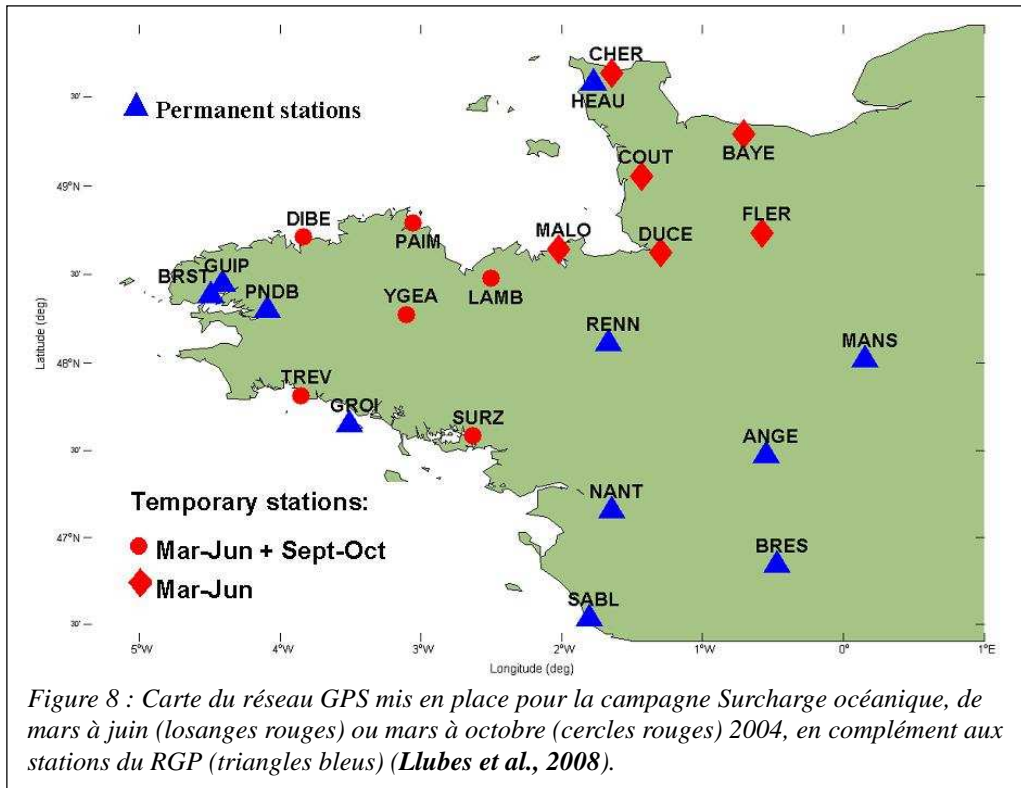 CHER
30'
HEAU
Permanent stations
BAYE
COUT
49°N
DIBE
FLER
PAIM
MALO
DUCE
GUIP
30'
BRST
PNDB
LAMB
YGEA
RENN
MANS
Latitude (deg)
48°N
TREV
GROI
SURZ
ANGE
30'
NANT
Temporary stations:
47°N
Mar-Jun + Sept-Oct
BRES
Mar-Jun
SABL
30'
5°W 4°W 3°W 2°W 1°W 0° 1°E
Longitude (deg)
Figure 8 : Carte du réseau GPS mis en place pour la campagne Surcharge océanique, de
mars à juin (losanges rouges) ou mars à octobre (cercles rouges) 2004, en complément aux
stations du RGP (triangles bleus) (Llubes et al., 2008).